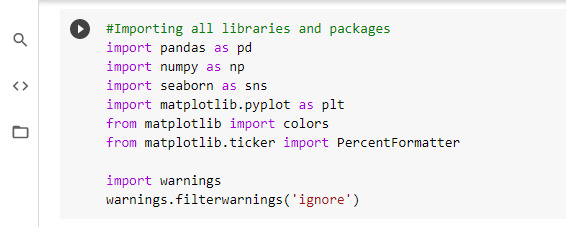 #Importing all libraries and packages
import pandas as pd
import numpy as np
import seaborn as sns
import matplotlib.pyplot as plt
from matplotlib import colors
from matplotlib.ticker import PercentFormatter
import warnings
warnings.filterwarnings('ignore')